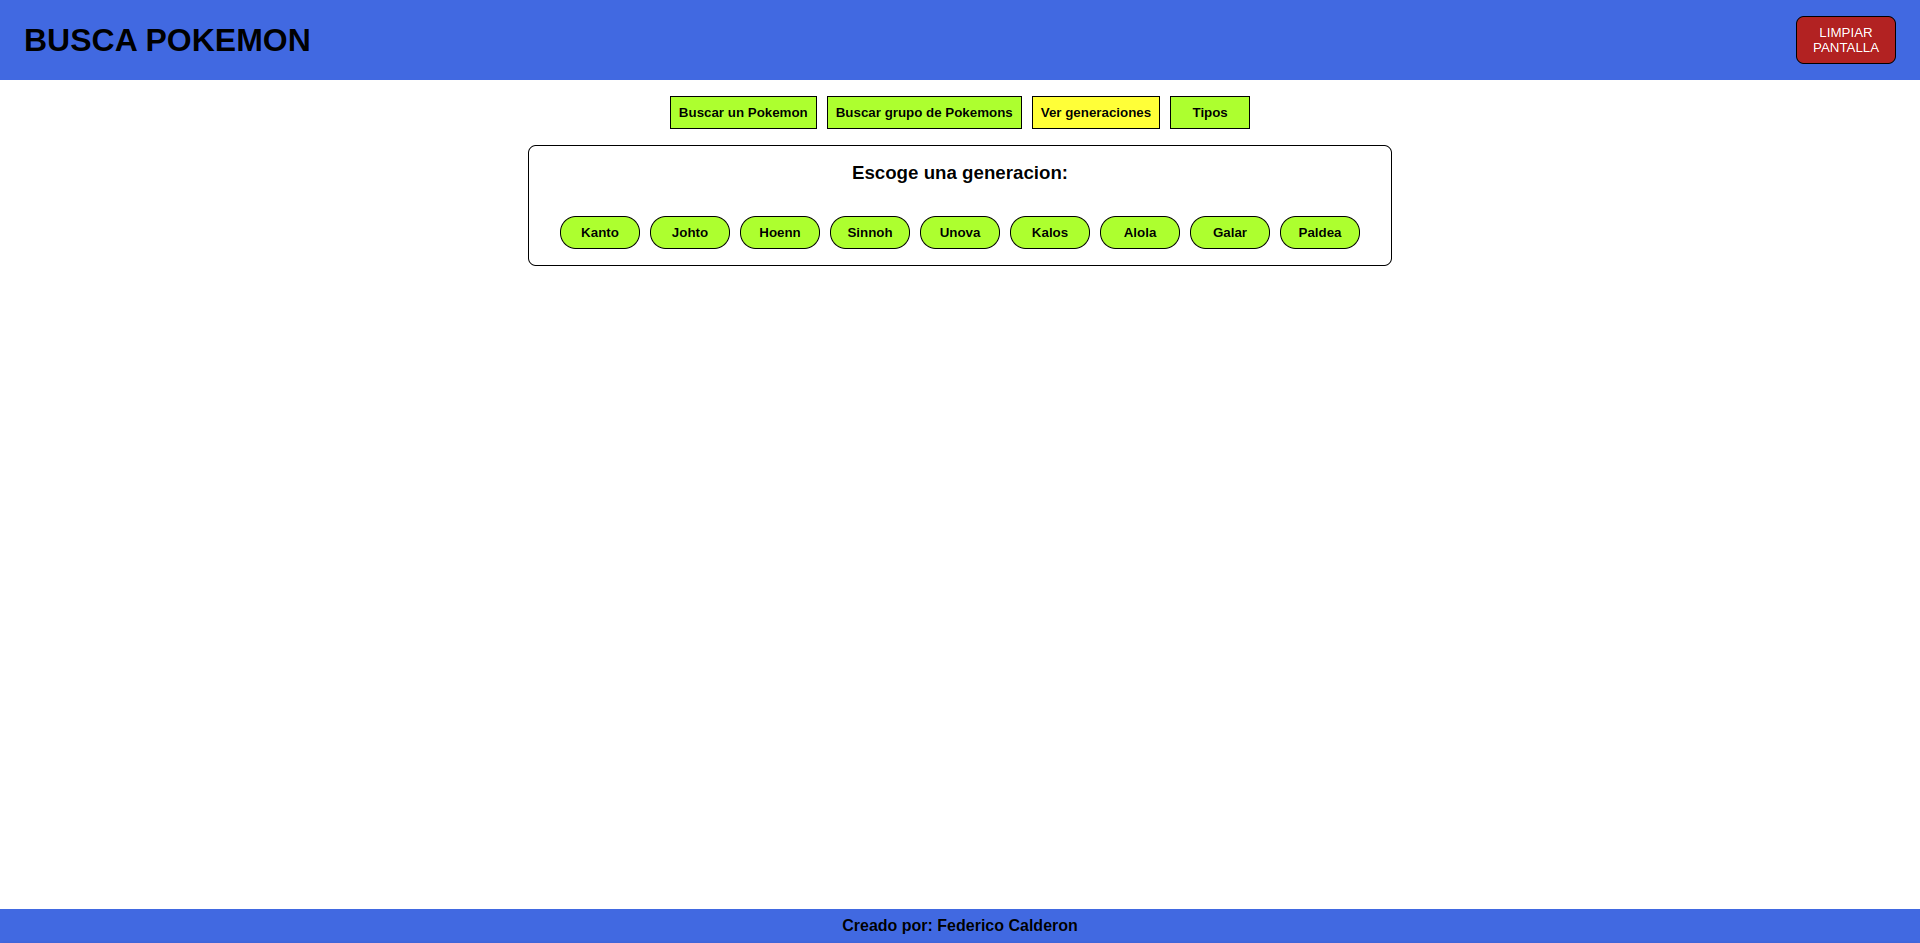 BUSCA POKEMON
LIMPIAR
PANTALLA
Buscar un Pokemon Buscar grupo de Pokemons Ver generaciones Tipos
Escoge una generacion:
Kanto Johto Hoenn Sinnoh Unova Kalos Alola Galar Paldea
Creado por: Federico Calderon